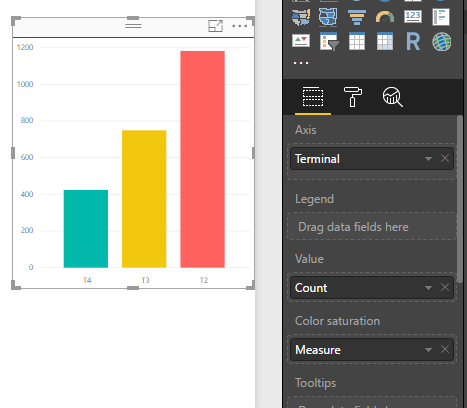 1200
1000
800
600
400
200
0
T4 T3 T2
123
R
Axis
Terminal
Legend
Drag data fields here
Value
Count
Color saturation
Measure
Tooltips